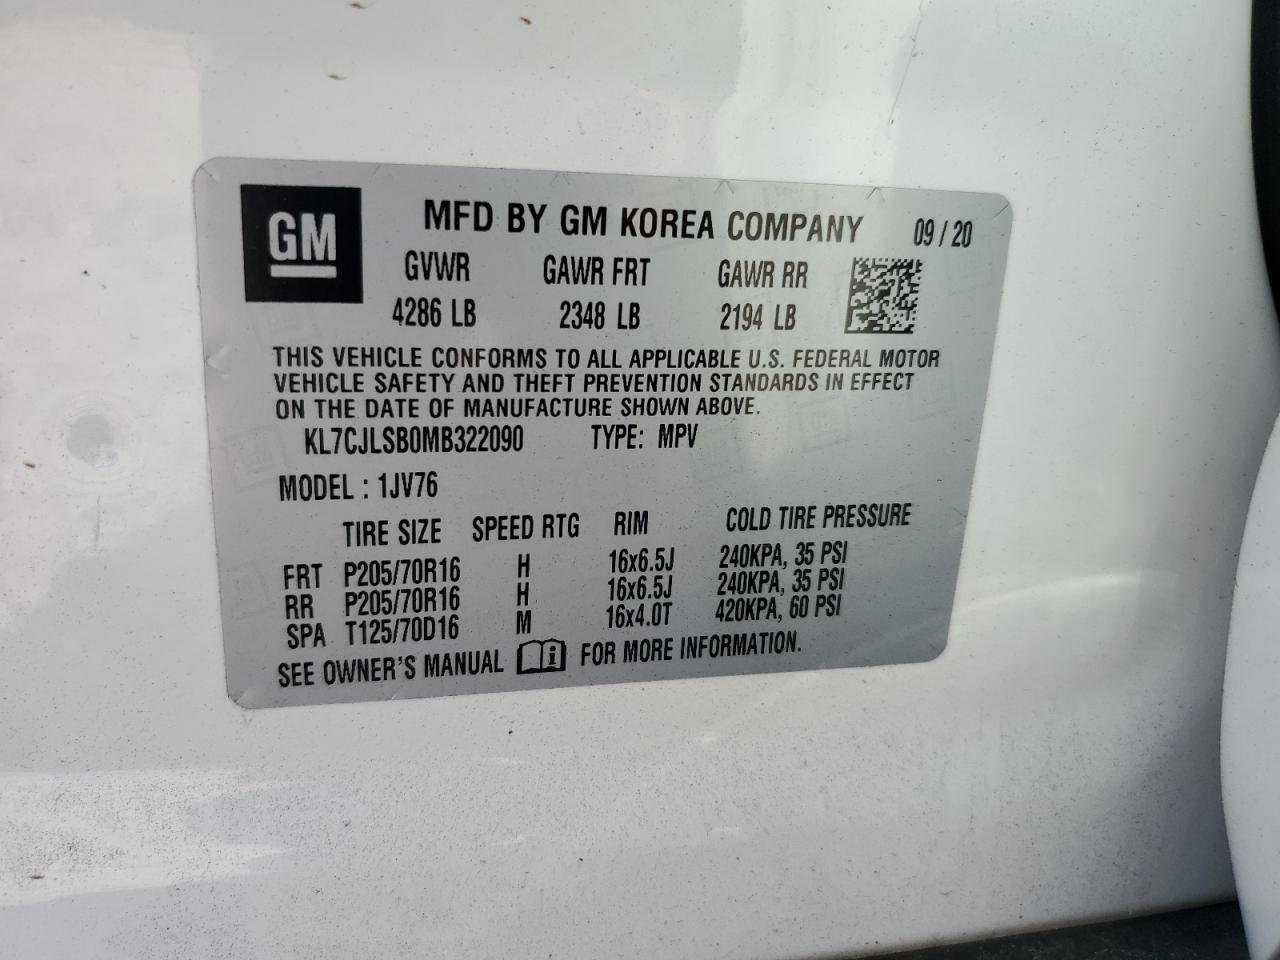 GM
MFD BY GM KOREA COMPANY 09 / 20
GVWR GAWR FRT GAWR RR
4286 LB 2348 LB 2194 LB
THIS VEHICLE CONFORMS TO ALL APPLICABLE U.S. FEDERAL MOTOR
VEHICLE SAFETY AND THEFT PREVENTION STANDARDS IN EFFECT
ON THE DATE OF MANUFACTURE SHOWN ABOVE.
KL7CJLSB0MB322090 TYPE: MPV
MODEL : 1JV76
TIRE SIZE SPEED RTG RIM COLD TIRE PRESSURE
FRT P205/70R16 H 16x6.5J 240KPA, 35 PSI
RR P205/70R16 H 16x6.5J 240KPA, 35 PSI
SPA T125/70D16 M 16x4.0T 420KPA, 60 PSI
SEE OWNER'S MANUAL i FOR MORE INFORMATION.